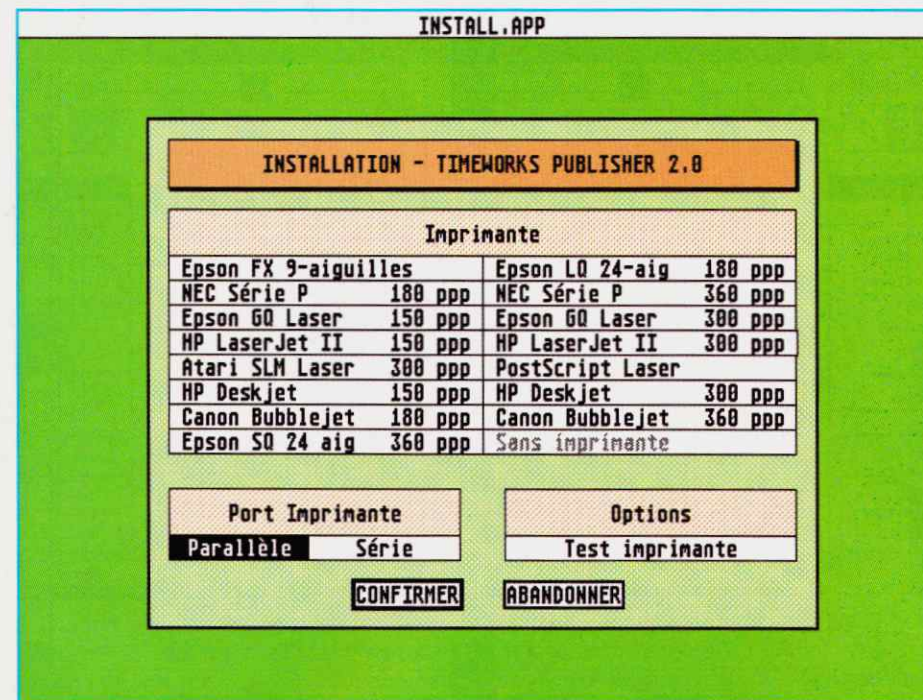 INSTALL.APP
INSTALLATION - TIMEWORKS PUBLISHER 2.0
Imprimante
Epson FX 9-aiguilles Epson LQ 24-aig 180 ppp
NEC Série P 180 ppp NEC Série P 360 ppp
Epson GQ Laser 150 ppp Epson GQ Laser 300 ppp
HP LaserJet II 150 ppp HP LaserJet II 300 ppp
Atari SLM Laser 300 ppp PostScript Laser
HP Deskjet 150 ppp HP Deskjet 300 ppp
Canon Bubblejet 180 ppp Canon Bubblejet 360 ppp
Epson SQ 24 aig 360 ppp Sans imprimante
Port Imprimante Options
Parallèle Série Test imprimante
CONFIRMER ABANDONNER